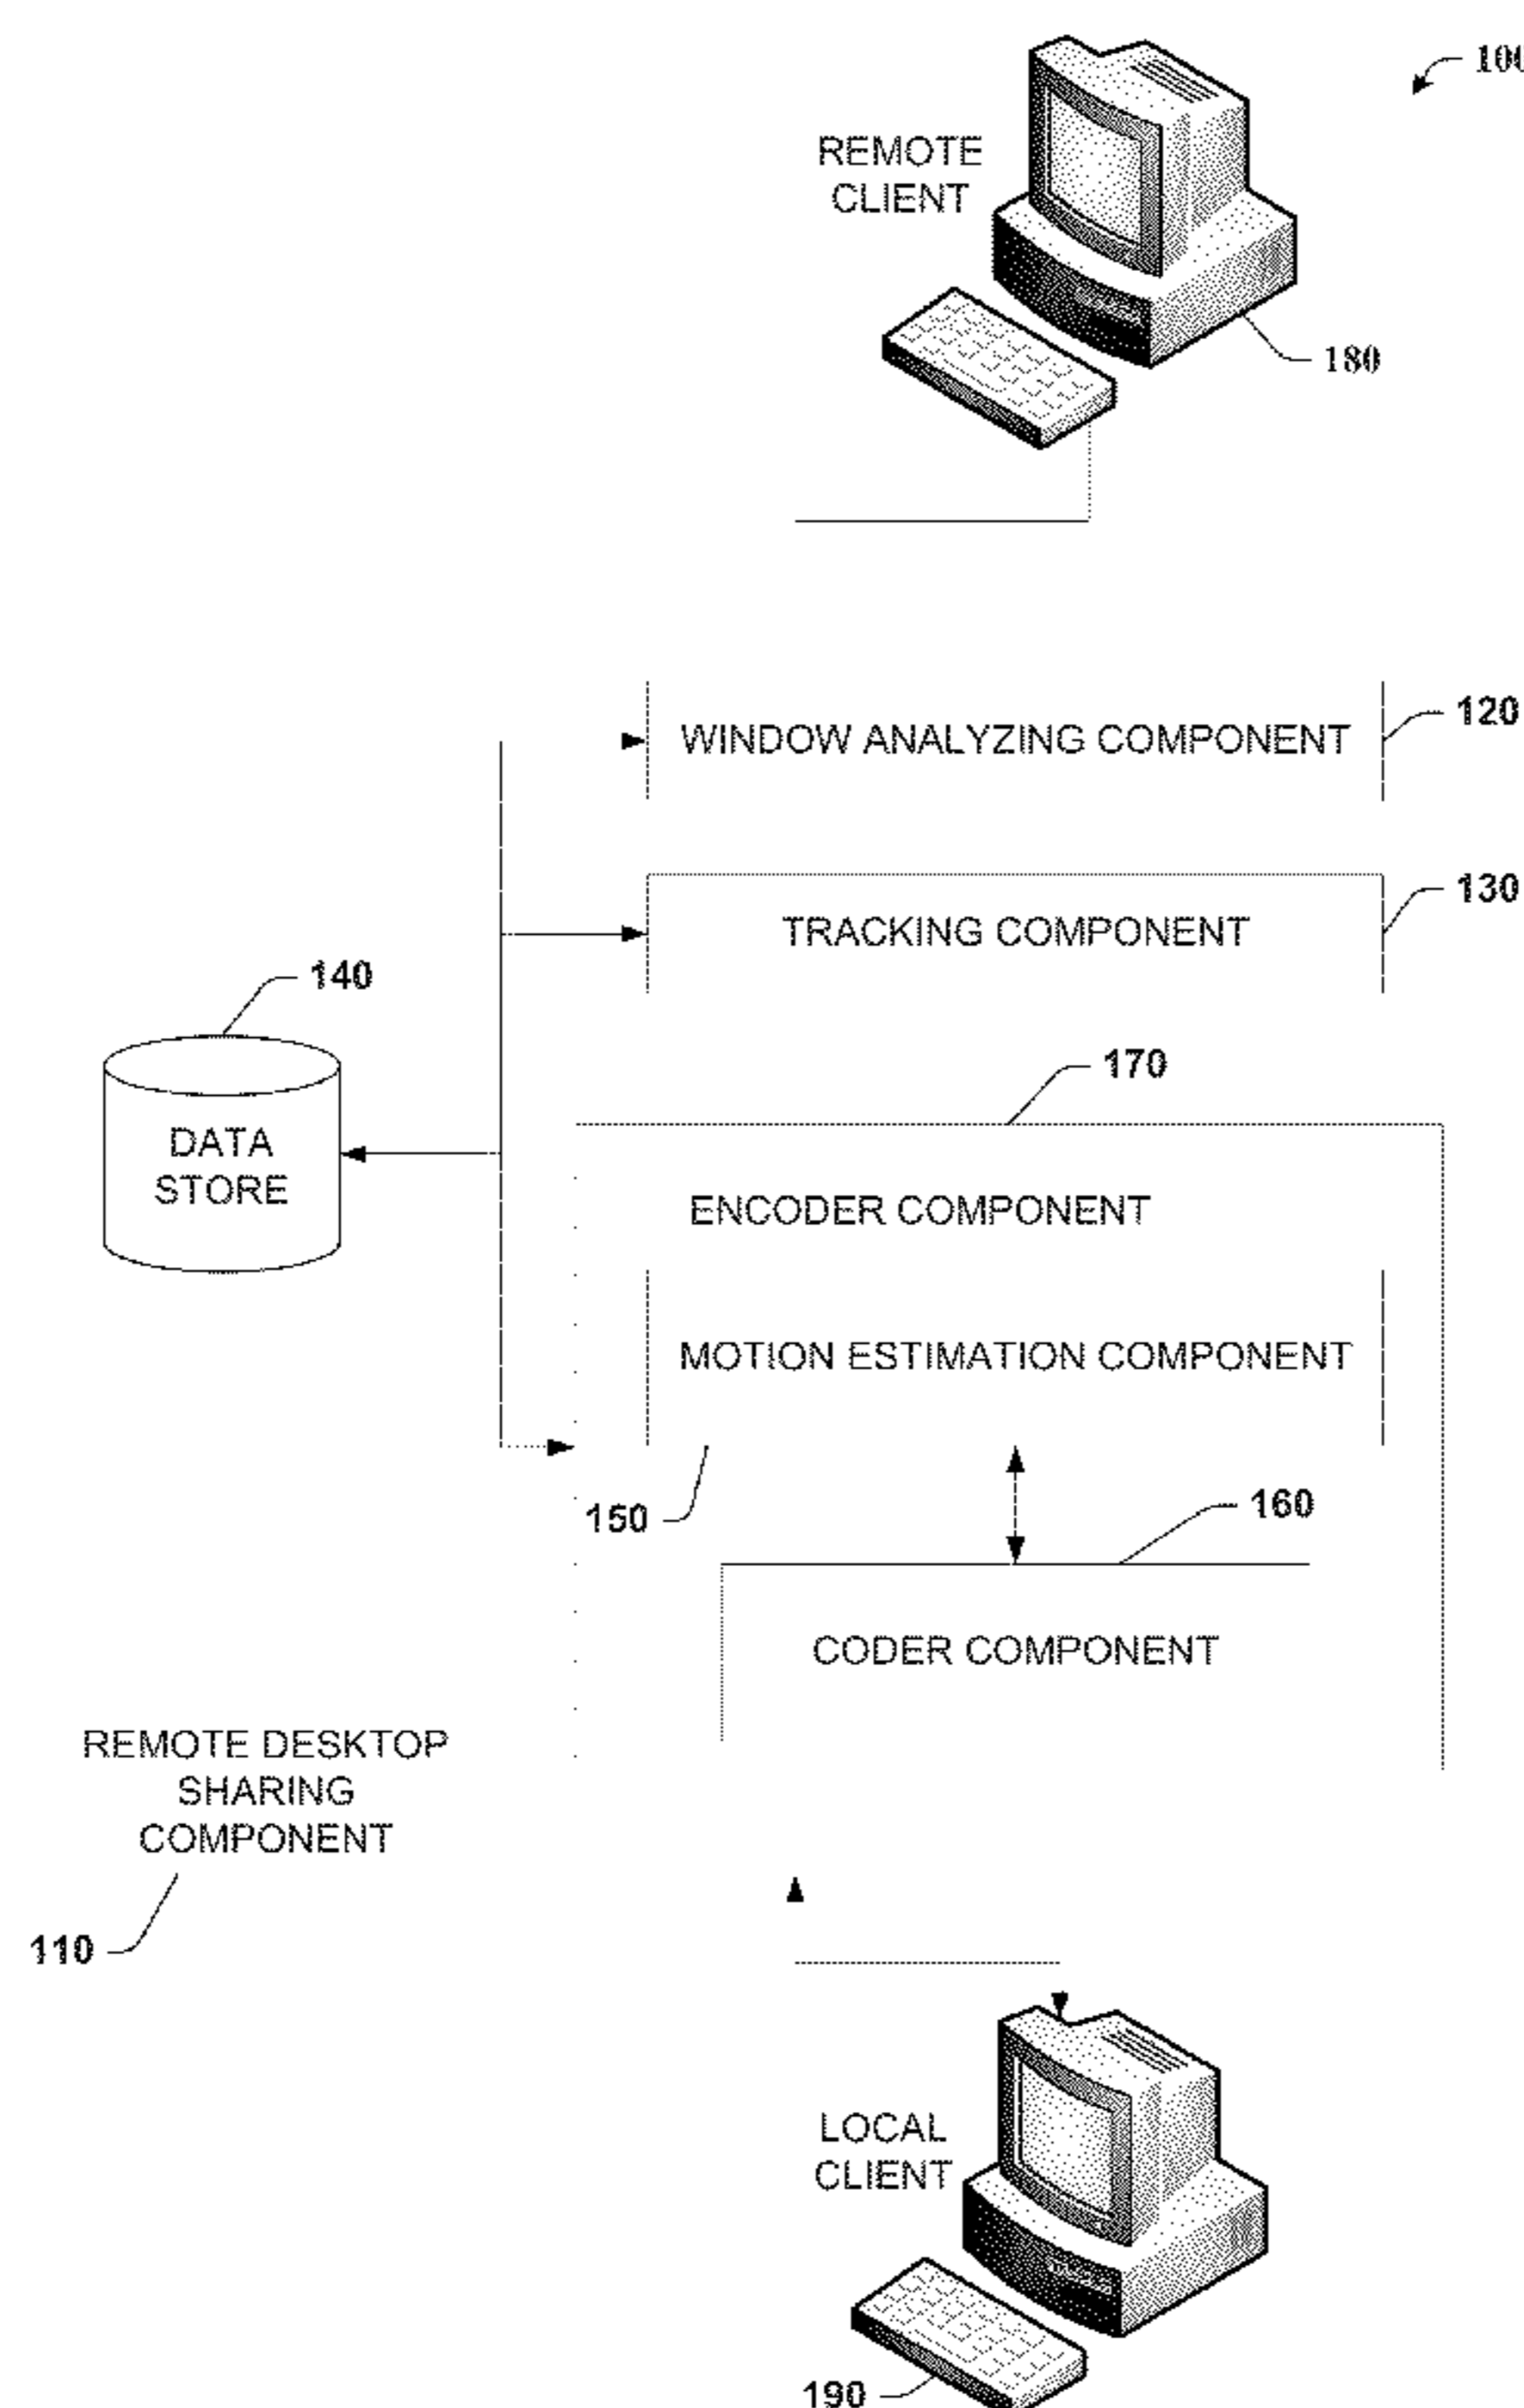 100
REMOTE
CLIENT
180
120
WINDOW ANALYZING COMPONENT
130
TRACKING COMPONENT
140
170
DATA
STORE
ENCODER COMPONENT
MOTION ESTIMATION COMPONENT
150
160
CODER COMPONENT
REMOTE DESKTOP
SHARING
COMPONENT
110
LOCAL
CLIENT
190